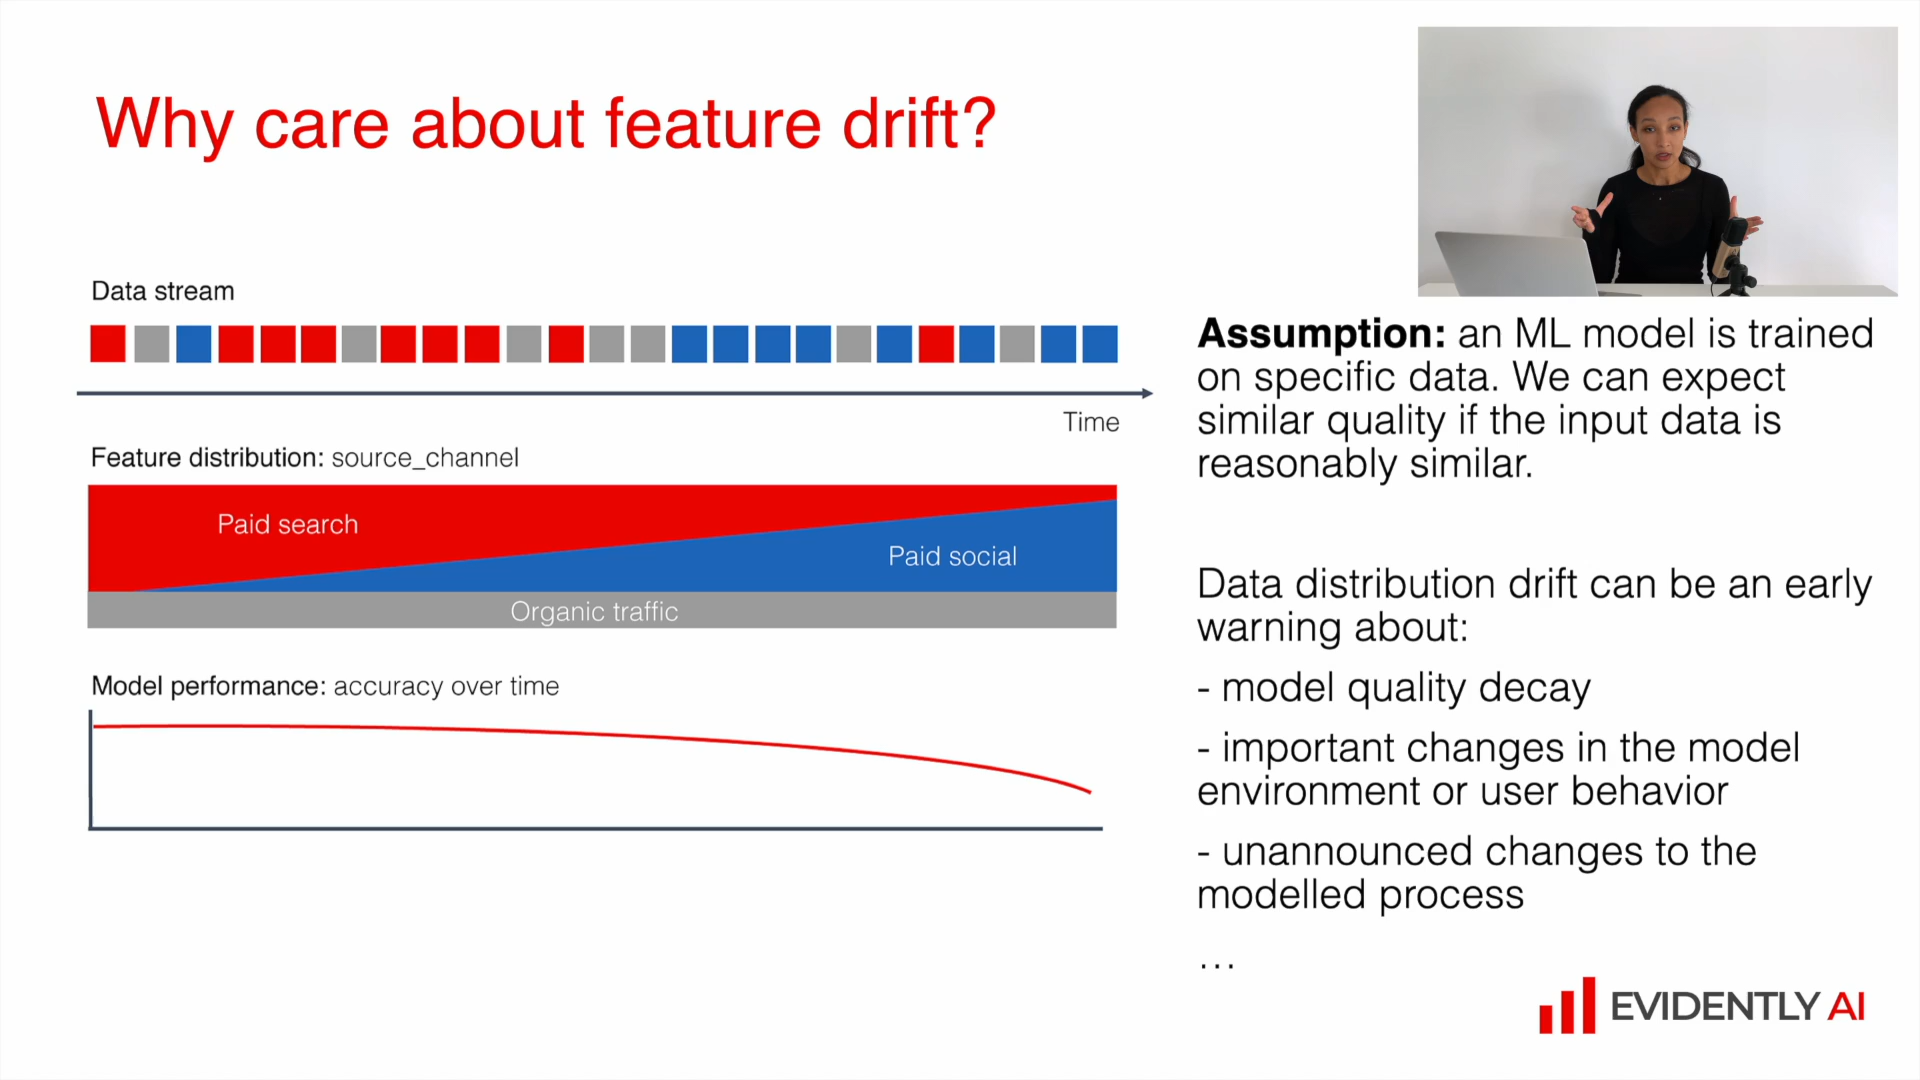 Why care about feature drift?
Data stream
Time
Feature distribution: source_channel
Paid search
Paid social
Organic traffic
Model performance: accuracy over time
Assumption: an ML model is trained
on specific data. We can expect
similar quality if the input data is
reasonably similar.
Data distribution drift can be an early
warning about:
- model quality decay
- important changes in the model
environment or user behavior
- unannounced changes to the
modelled process
...
EVIDENTLY AI